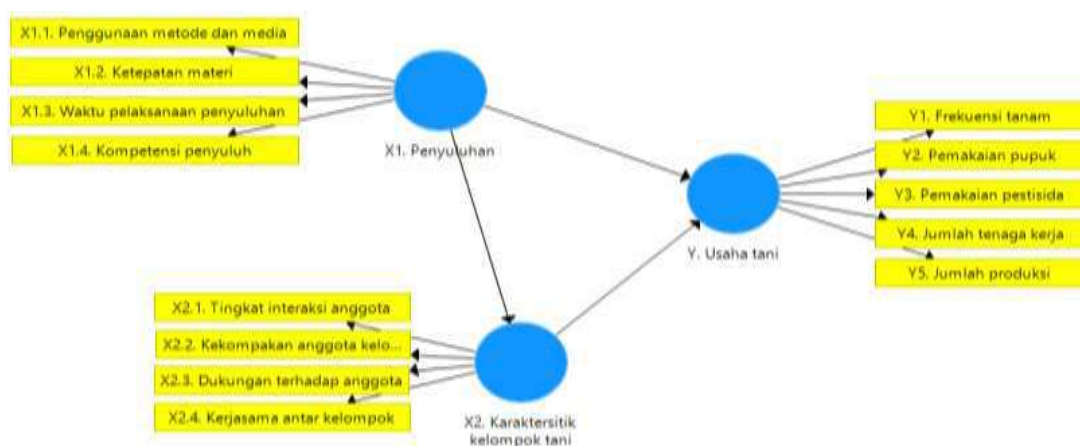 X1.1. Penggunaan metode dan media
X1.2. Ketepatan materi
X1.3. Waktu pelaksanaan penyuluhan
X1.4. Kompetensi penyuluh
X1. Penyuluhan
Y1. Frekuensi tanam
Y2. Pemakaian pupuk
Y3. Pemakaian pestisida
Y4. Jumlah tenaga kerja
Y5. Jumlah produksi
Y. Usaha tani
X2.1. Tingkat interaksi anggota
X2.2. Kekompakan anggota kelo...
X2.3. Dukungan terhadap anggota
X2.4. Kerjasama antar kelompok
X2. Karaktersitik
kelompok tani